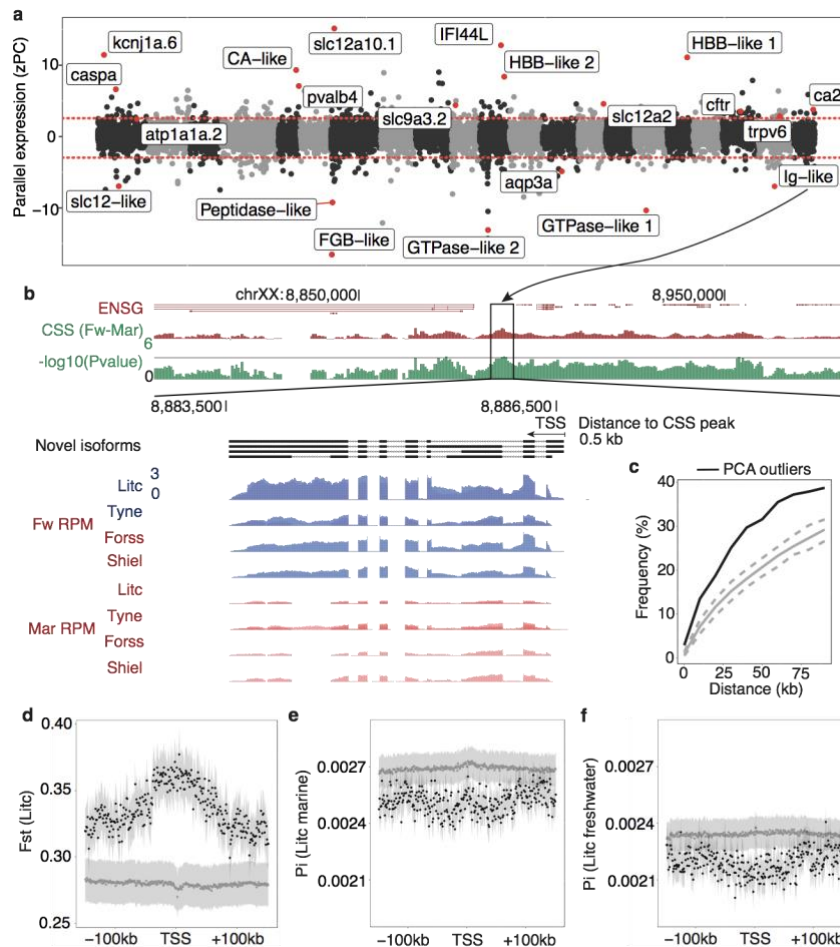 a
Parallel expression (zPC)
10
0
−10
kcnj1a.6
slc12a10.1
IFI44L
caspa
CA−like
HBB−like 2
HBB−like 1
pvalb4
cftr
ca2
atp1a1a.2
slc9a3.2
slc12a2
trpv6
slc12−like
aqp3a
Ig−like
Peptidase−like
GTPase−like 1
FGB−like
GTPase−like 2
b
chrXX: 8,850,000
8,950,000
ENSG
CSS (Fw-Mar)
6
-log10(Pvalue)
0
8,883,500
8,886,500
TSS
Distance to CSS peak
0.5 kb
Novel isoforms
3
0
Litc
Tyne
Fw RPM
Forss
Shiel
Litc
Tyne
Mar RPM
Forss
Shiel
c
PCA outliers
Frequency (%)
40
30
20
10
0
0
25
50
75
Distance (kb)
d
Fst (Litc)
0.40
0.35
0.30
0.25
−100kb TSS +100kb
e
Pi (Litc marine)
0.0027
0.0024
0.0021
−100kb TSS +100kb
f
Pi (Litc freshwater)
0.0027
0.0024
0.0021
−100kb TSS +100kb